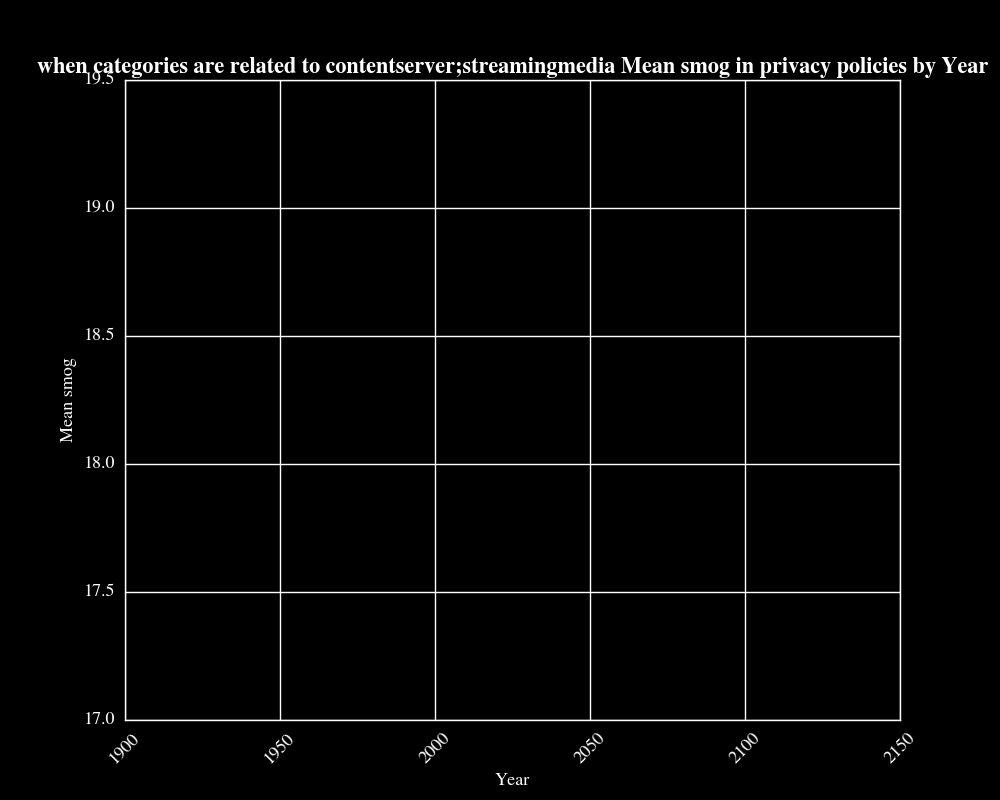 when categories are related to contentserver;streamingmedia Mean smog in privacy policies by Year
19.5
19.0
18.5
18.0
17.5
17.0
Mean smog
1900 1950 2000 2050 2100 2150
Year